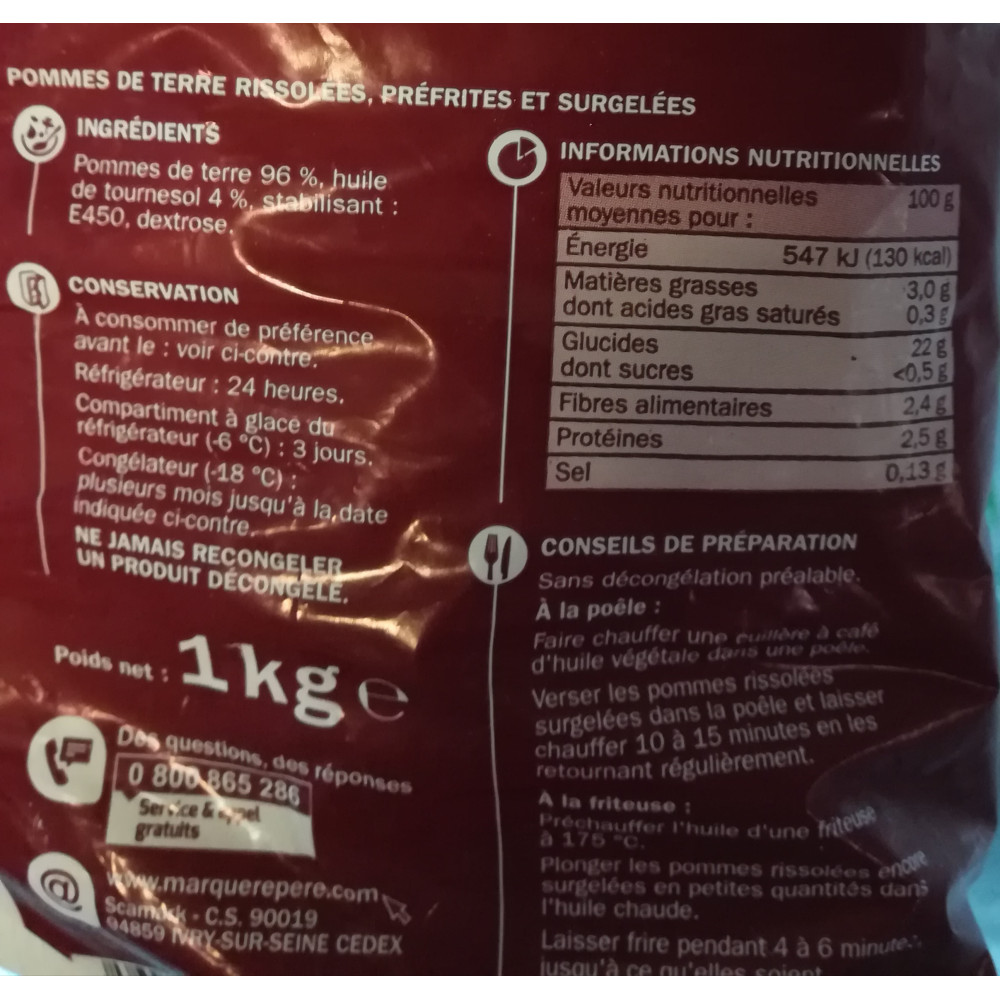 POMMES DE TERRE RISSOLÉES, PRÉFRITES ET SURGELÉES
INGRÉDIENTS
Pommes de terre 96 %, huile
de tournesol 4 %, stabilisant :
E450, dextrose.
CONSERVATION
À consommer de préférence
avant le : voir ci-contre.
Réfrigérateur : 24 heures.
Compartiment à glace du
réfrigérateur (-6 °C) : 3 jours.
Congélateur (-18 °C) :
plusieurs mois jusqu'à la date
indiquée ci-contre.
NE JAMAIS RECONGELER
UN PRODUIT DÉCONGELÉ.
Poids net : 1kg e
Des questions, des réponses
0 800 865 286
Service & appel
gratuits
www.marquerepere.com
Scamark - C.S. 90019
94859 IVRY-SUR-SEINE CEDEX
INFORMATIONS NUTRITIONNELLES
Valeurs nutritionnelles 100 g
moyennes pour :
Énergie 547 kJ (130 kcal)
Matières grasses 3,0 g
dont acides gras saturés 0,3 g
Glucides 22 g
dont sucres <0,5 g
Fibres alimentaires 2,4 g
Protéines 2,5 g
Sel 0,13 g
CONSEILS DE PRÉPARATION
Sans décongélation préalable.
À la poêle :
Faire chauffer une cuillère à café
d'huile végétale dans une poêle.
Verser les pommes rissolées
surgelées dans la poêle et laisser
chauffer 10 à 15 minutes en les
retournant régulièrement.
À la friteuse :
Préchauffer l'huile d'une friteuse
à 175 °C.
Plonger les pommes rissolées encore
surgelées en petites quantités dans
l'huile chaude.
Laisser frire pendant 4 à 6 minutes
jusqu'à ce qu'elles soient